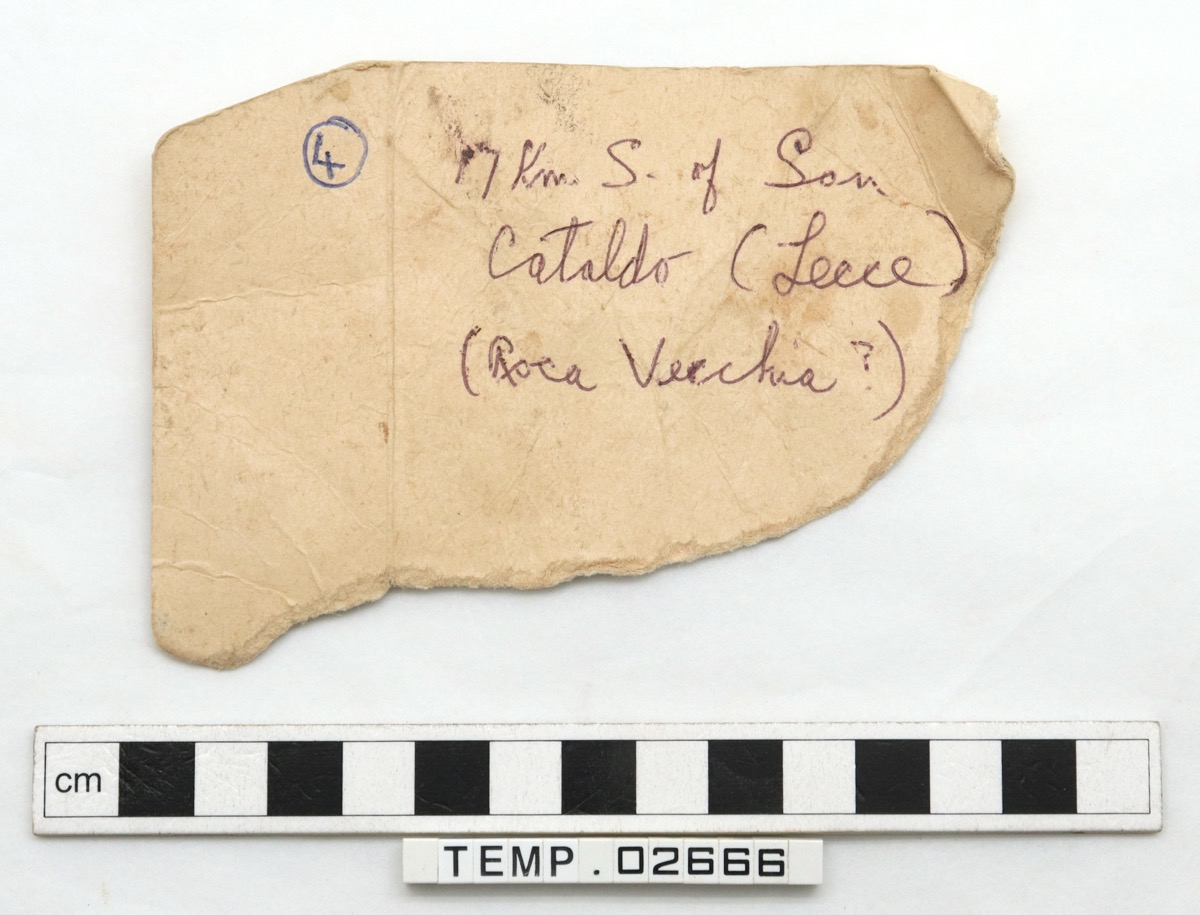 4
17 Km. S. of San
Cataldo (Lecce)
(Roca Vecchia?)
cm
TEMP.02666